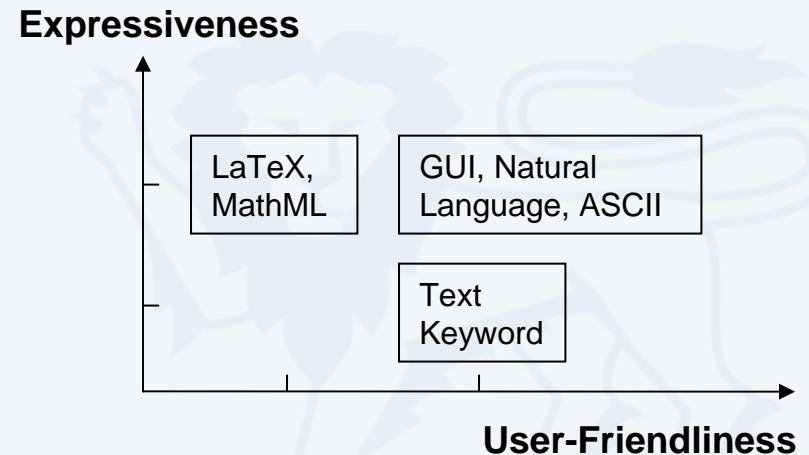 Expressiveness
LaTeX,
MathML
GUI, Natural
Language, ASCII
Text
Keyword
User-Friendliness